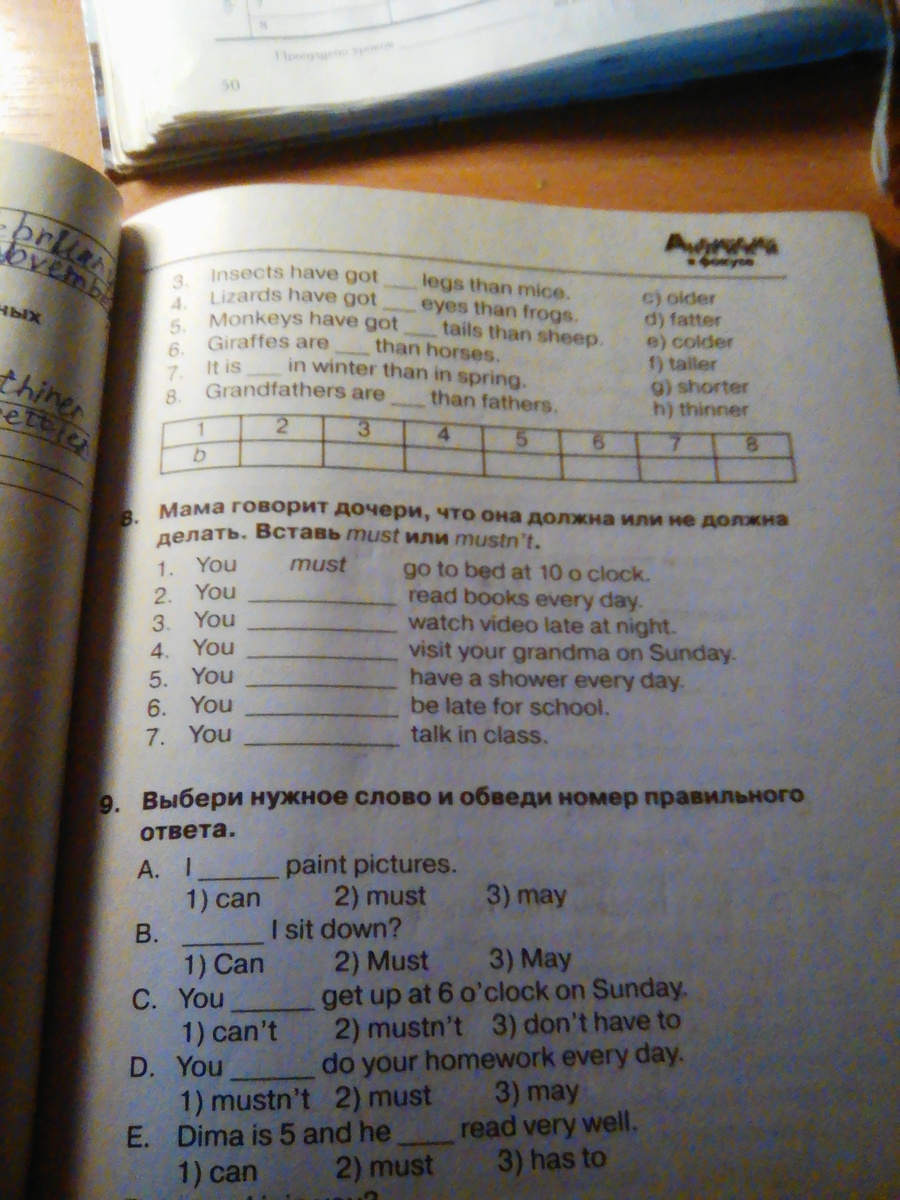 8
Пропущено уроков
50
November
ных
thinner
Английский
в фокусе
3. Insects have got ___ legs than mice.
4. Lizards have got ___ eyes than frogs.
5. Monkeys have got ___ tails than sheep.
6. Giraffes are ___ than horses.
7. It is ___ in winter than in spring.
8. Grandfathers are ___ than fathers.
c) older
d) fatter
e) colder
f) taller
g) shorter
h) thinner
1 2 3 4 5 6 7 8
b
8. Мама говорит дочери, что она должна или не должна
делать. Вставь must или mustn't.
1. You must go to bed at 10 o clock.
2. You ___ read books every day.
3. You ___ watch video late at night.
4. You ___ visit your grandma on Sunday.
5. You ___ have a shower every day.
6. You ___ be late for school.
7. You ___ talk in class.
9. Выбери нужное слово и обведи номер правильного
ответа.
A. I ___ paint pictures.
1) can 2) must 3) may
B. ___ I sit down?
1) Can 2) Must 3) May
C. You ___ get up at 6 o'clock on Sunday.
1) can't 2) mustn't 3) don't have to
D. You ___ do your homework every day.
1) mustn't 2) must 3) may
E. Dima is 5 and he ___ read very well.
1) can 2) must 3) has to